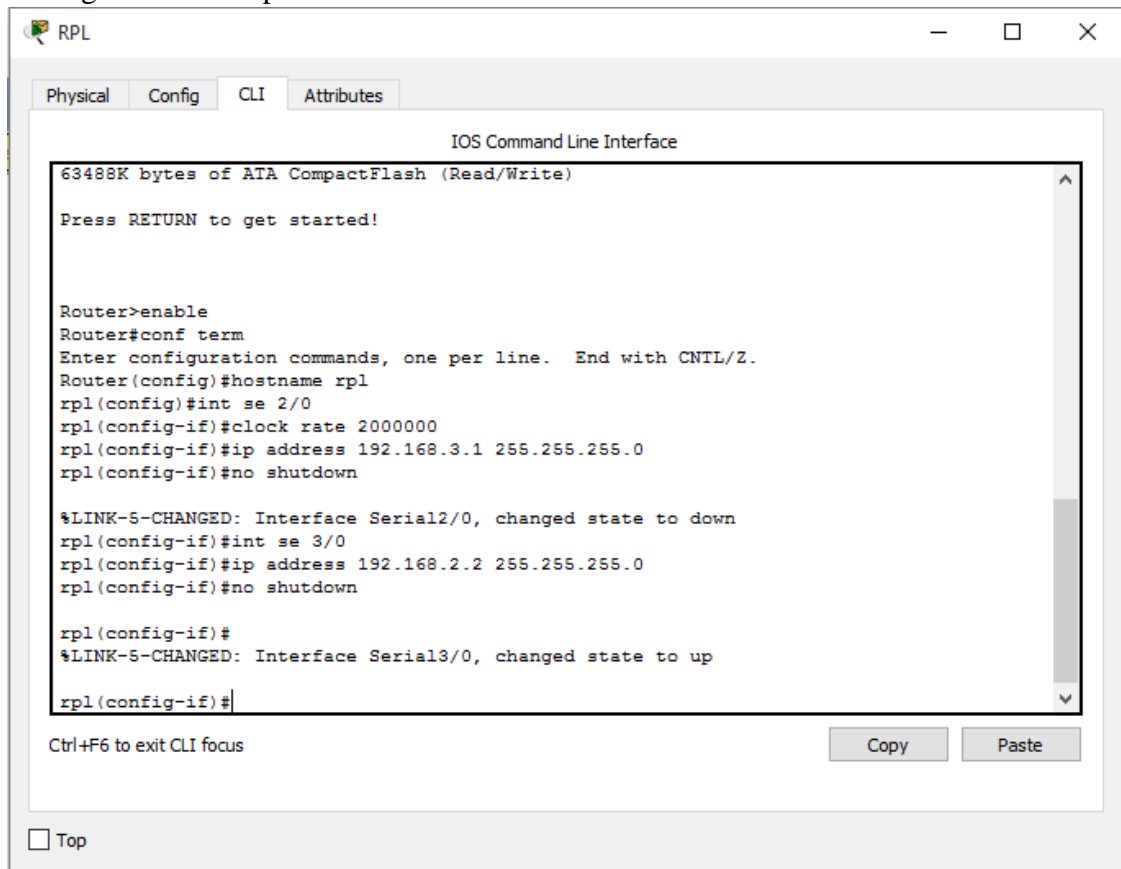 RPL
Physical Config CLI Attributes
IOS Command Line Interface
63488K bytes of ATA CompactFlash (Read/Write)
Press RETURN to get started!
Router>enable
Router#conf term
Enter configuration commands, one per line.  End with CNTL/Z.
Router(config)#hostname rpl
rpl(config)#int se 2/0
rpl(config-if)#clock rate 2000000
rpl(config-if)#ip address 192.168.3.1 255.255.255.0
rpl(config-if)#no shutdown
%LINK-5-CHANGED: Interface Serial2/0, changed state to down
rpl(config-if)#int se 3/0
rpl(config-if)#ip address 192.168.2.2 255.255.255.0
rpl(config-if)#no shutdown
rpl(config-if)#
%LINK-5-CHANGED: Interface Serial3/0, changed state to up
rpl(config-if)#
Ctrl+F6 to exit CLI focus
Copy Paste
Top